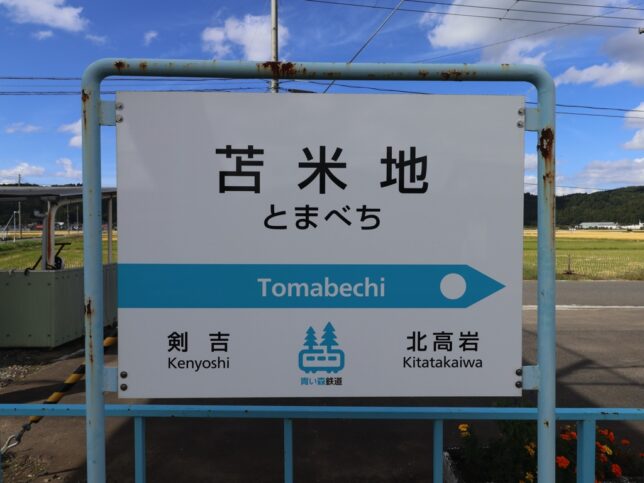 苫米地
とまべち
Tomabechi
剣吉
Kenyoshi
北高岩
Kitatakaiwa
青い森鉄道